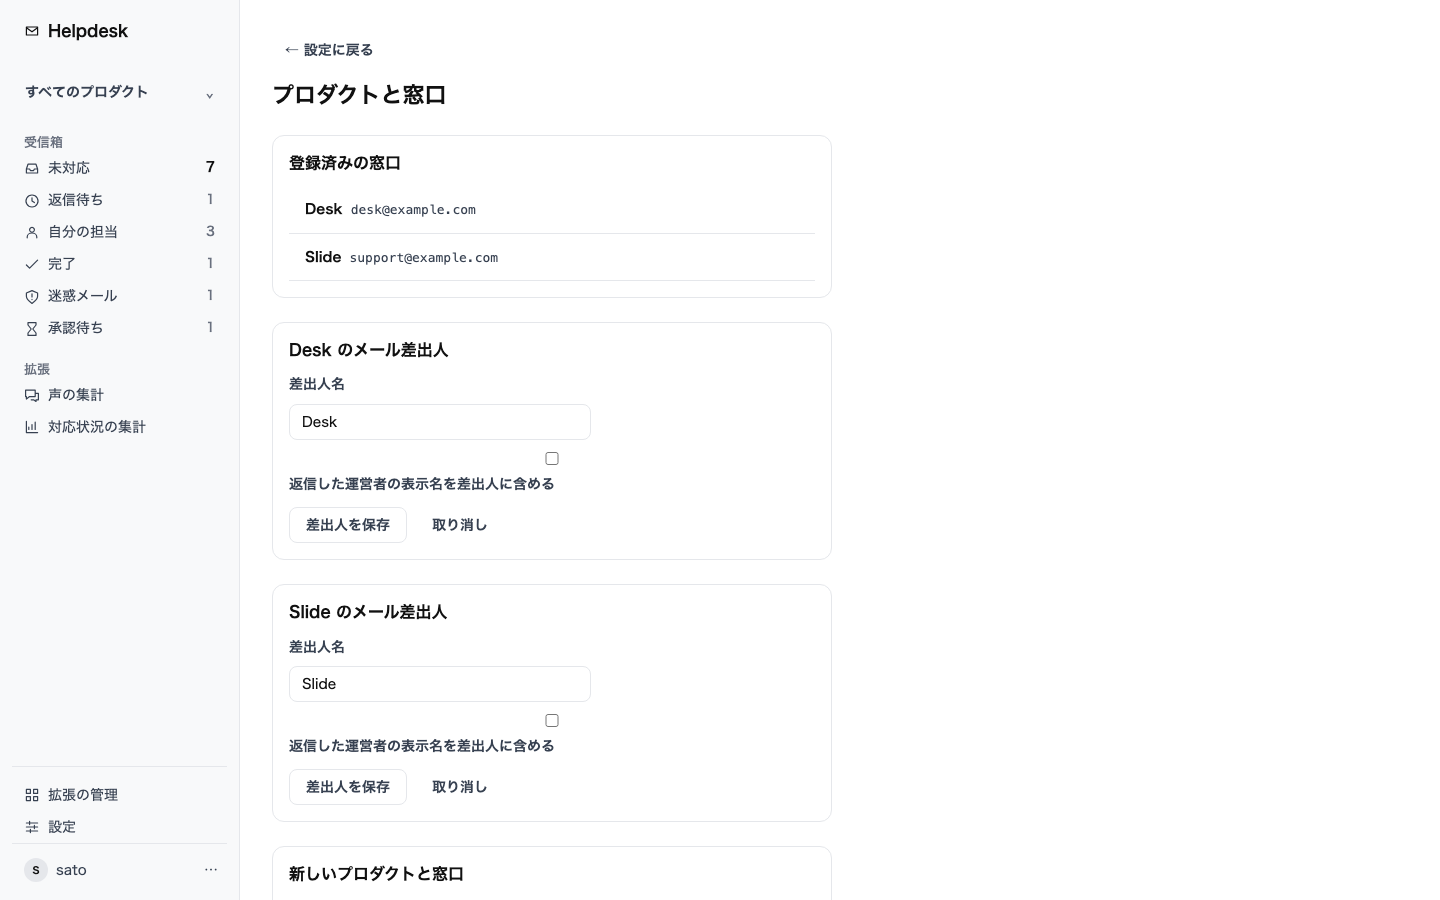 Helpdesk
すべてのプロダクト
受信箱
未対応 7
返信待ち 1
自分の担当 3
完了 1
迷惑メール 1
承認待ち 1
拡張
声の集計
対応状況の集計
拡張の管理
設定
S sato ...
← 設定に戻る
プロダクトと窓口
登録済みの窓口
Desk desk@example.com
Slide support@example.com
Desk のメール差出人
差出人名
Desk
返信した運営者の表示名を差出人に含める
差出人を保存 取り消し
Slide のメール差出人
差出人名
Slide
返信した運営者の表示名を差出人に含める
差出人を保存 取り消し
新しいプロダクトと窓口